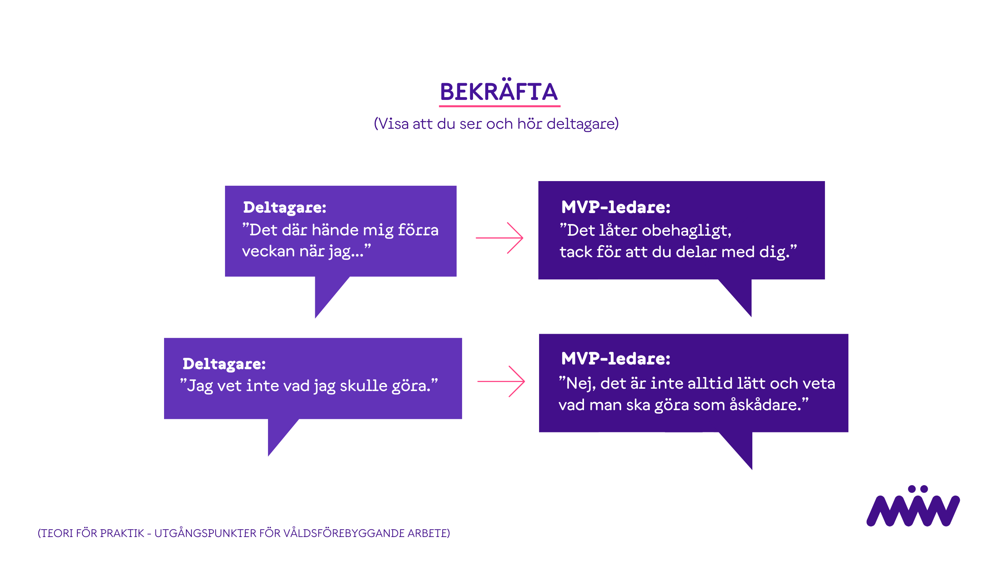 BEKRÄFTA
(Visa att du ser och hör deltagare)
Deltagare:
”Det där hände mig förra
veckan när jag...”
MVP-ledare:
”Det låter obehagligt,
tack för att du delar med dig.”
Deltagare:
”Jag vet inte vad jag skulle göra.”
MVP-ledare:
”Nej, det är inte alltid lätt och veta
vad man ska göra som åskådare.”
MÄN
(TEORI FÖR PRAKTIK - UTGÅNGSPUNKTER FÖR VÅLDSFÖREBYGGANDE ARBETE)